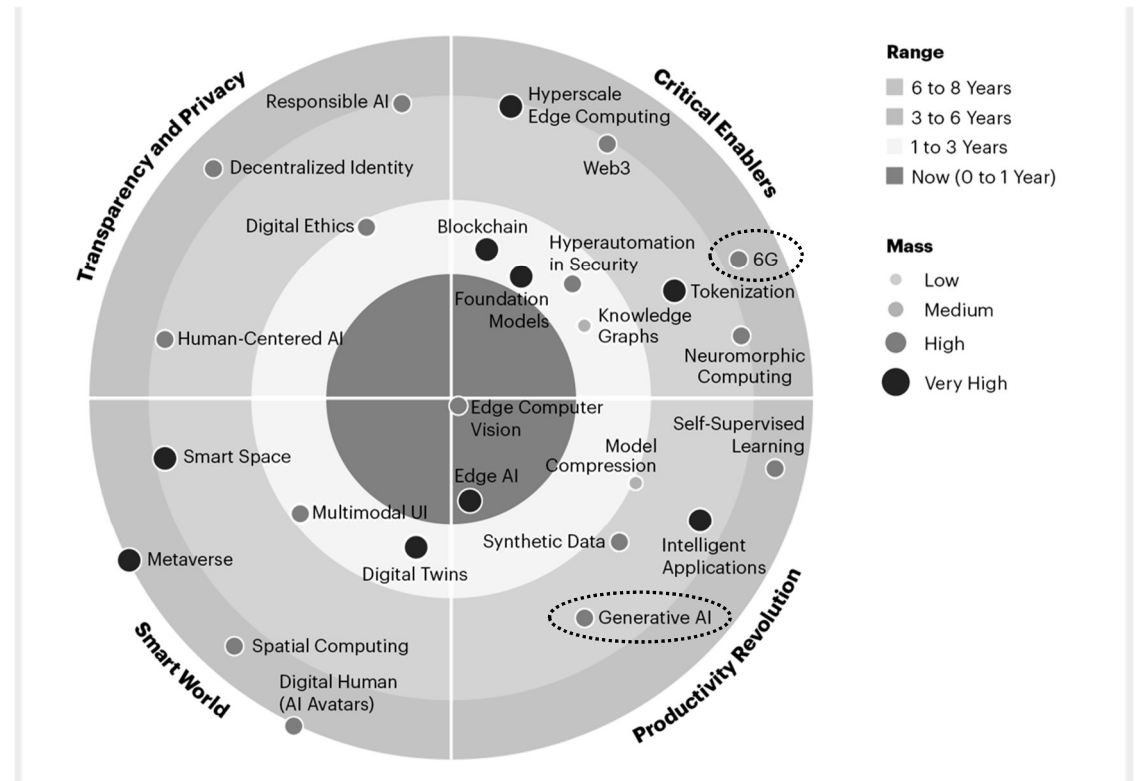 Transparency and Privacy
Responsible AI
Decentralized Identity
Digital Ethics
Human-Centered AI
Critical Enablers
Hyperscale
Edge Computing
Web3
Blockchain
Hyperautomation
in Security
6G
Foundation
Models
Tokenization
Knowledge
Graphs
Neuromorphic
Computing
Smart World
Smart Space
Multimodal UI
Metaverse
Digital Twins
Spatial Computing
Digital Human
(AI Avatars)
Productivity Revolution
Edge Computer
Vision
Self-Supervised
Learning
Model
Compression
Edge AI
Synthetic Data
Intelligent
Applications
Generative AI
Range
6 to 8 Years
3 to 6 Years
1 to 3 Years
Now (0 to 1 Year)
Mass
Low
Medium
High
Very High